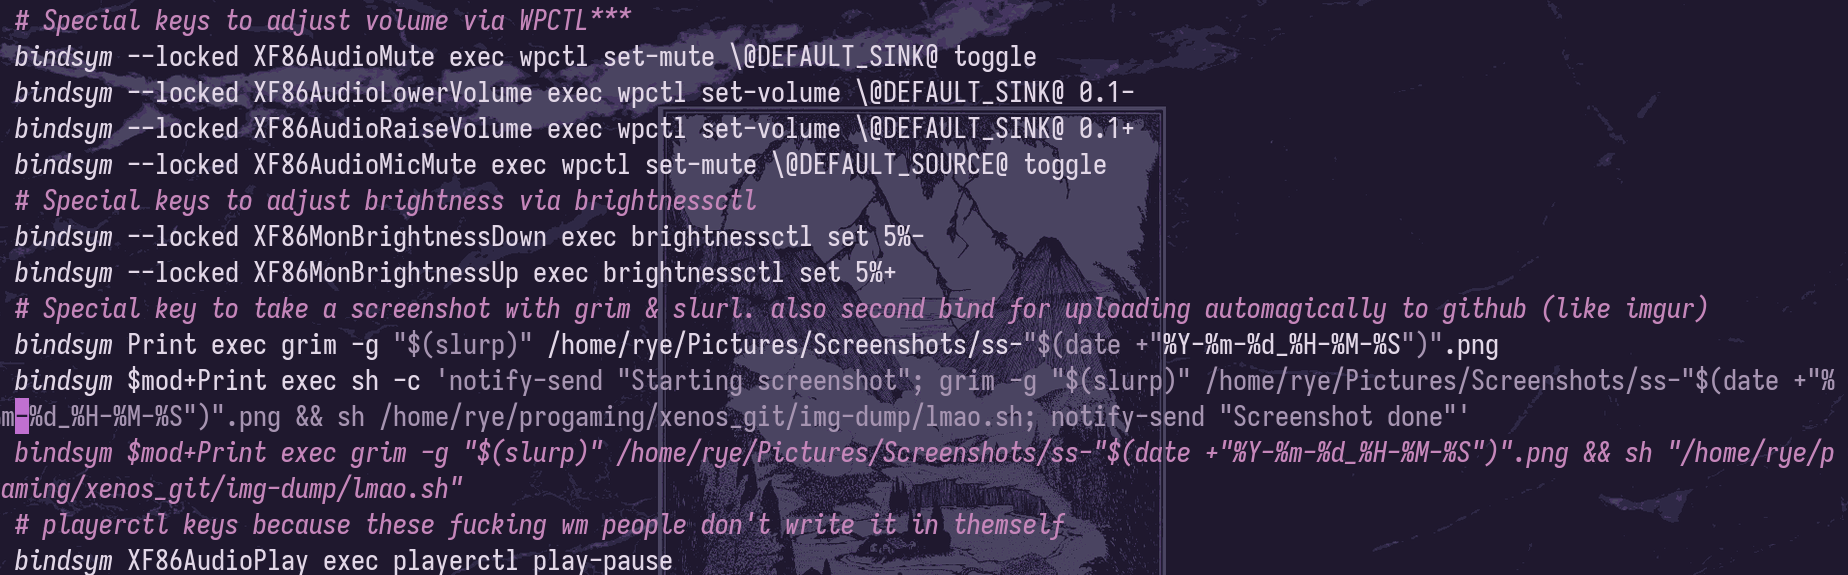 # Special keys to adjust volume via WPCTL***
bindsym --locked XF86AudioMute exec wpctl set-mute \@DEFAULT_SINK@ toggle
bindsym --locked XF86AudioLowerVolume exec wpctl set-volume \@DEFAULT_SINK@ 0.1-
bindsym --locked XF86AudioRaiseVolume exec wpctl set-volume \@DEFAULT_SINK@ 0.1+
bindsym --locked XF86AudioMicMute exec wpctl set-mute \@DEFAULT_SOURCE@ toggle
# Special keys to adjust brightness via brightnessctl
bindsym --locked XF86MonBrightnessDown exec brightnessctl set 5%-
bindsym --locked XF86MonBrightnessUp exec brightnessctl set 5%+
# Special key to take a screenshot with grim & slurl. also second bind for uploading automagically to github (like imgur)
bindsym Print exec grim -g "$(slurp)" /home/rye/Pictures/Screenshots/ss-"$(date +"%Y-%m-%d_%H-%M-%S")".png
bindsym $mod+Print exec sh -c 'notify-send "Starting screenshot"; grim -g "$(slurp)" /home/rye/Pictures/Screenshots/ss-"$(date +"%
m-%d_%H-%M-%S")".png && sh /home/rye/progaming/xenos_git/img-dump/lmao.sh; notify-send "Screenshot done"'
bindsym $mod+Print exec grim -g "$(slurp)" /home/rye/Pictures/Screenshots/ss-"$(date +"%Y-%m-%d_%H-%M-%S")".png && sh "/home/rye/p
aming/xenos_git/img-dump/lmao.sh"
# playerctl keys because these fucking wm people don't write it in themself
bindsym XF86AudioPlay exec playerctl play-pause